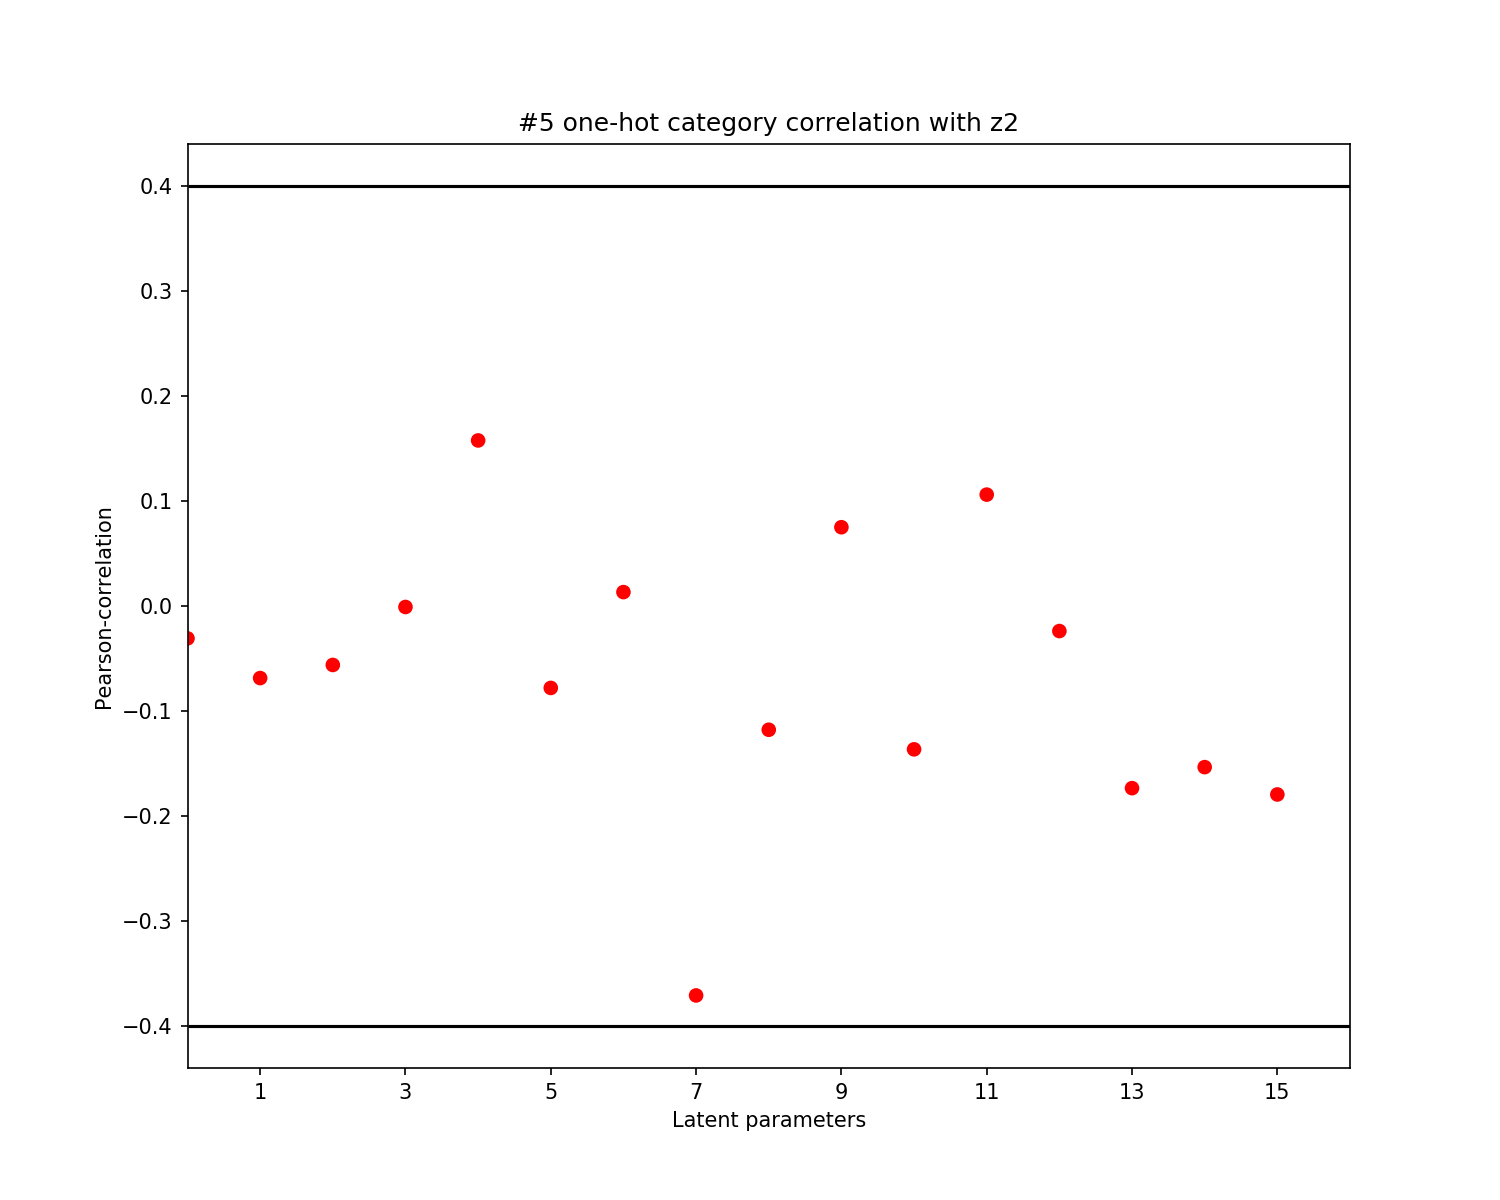 #5 one-hot category correlation with z2
0.4
0.3
0.2
0.1
0.0
−0.1
−0.2
−0.3
−0.4
Pearson-correlation
1 3 5 7 9 11 13 15
Latent parameters